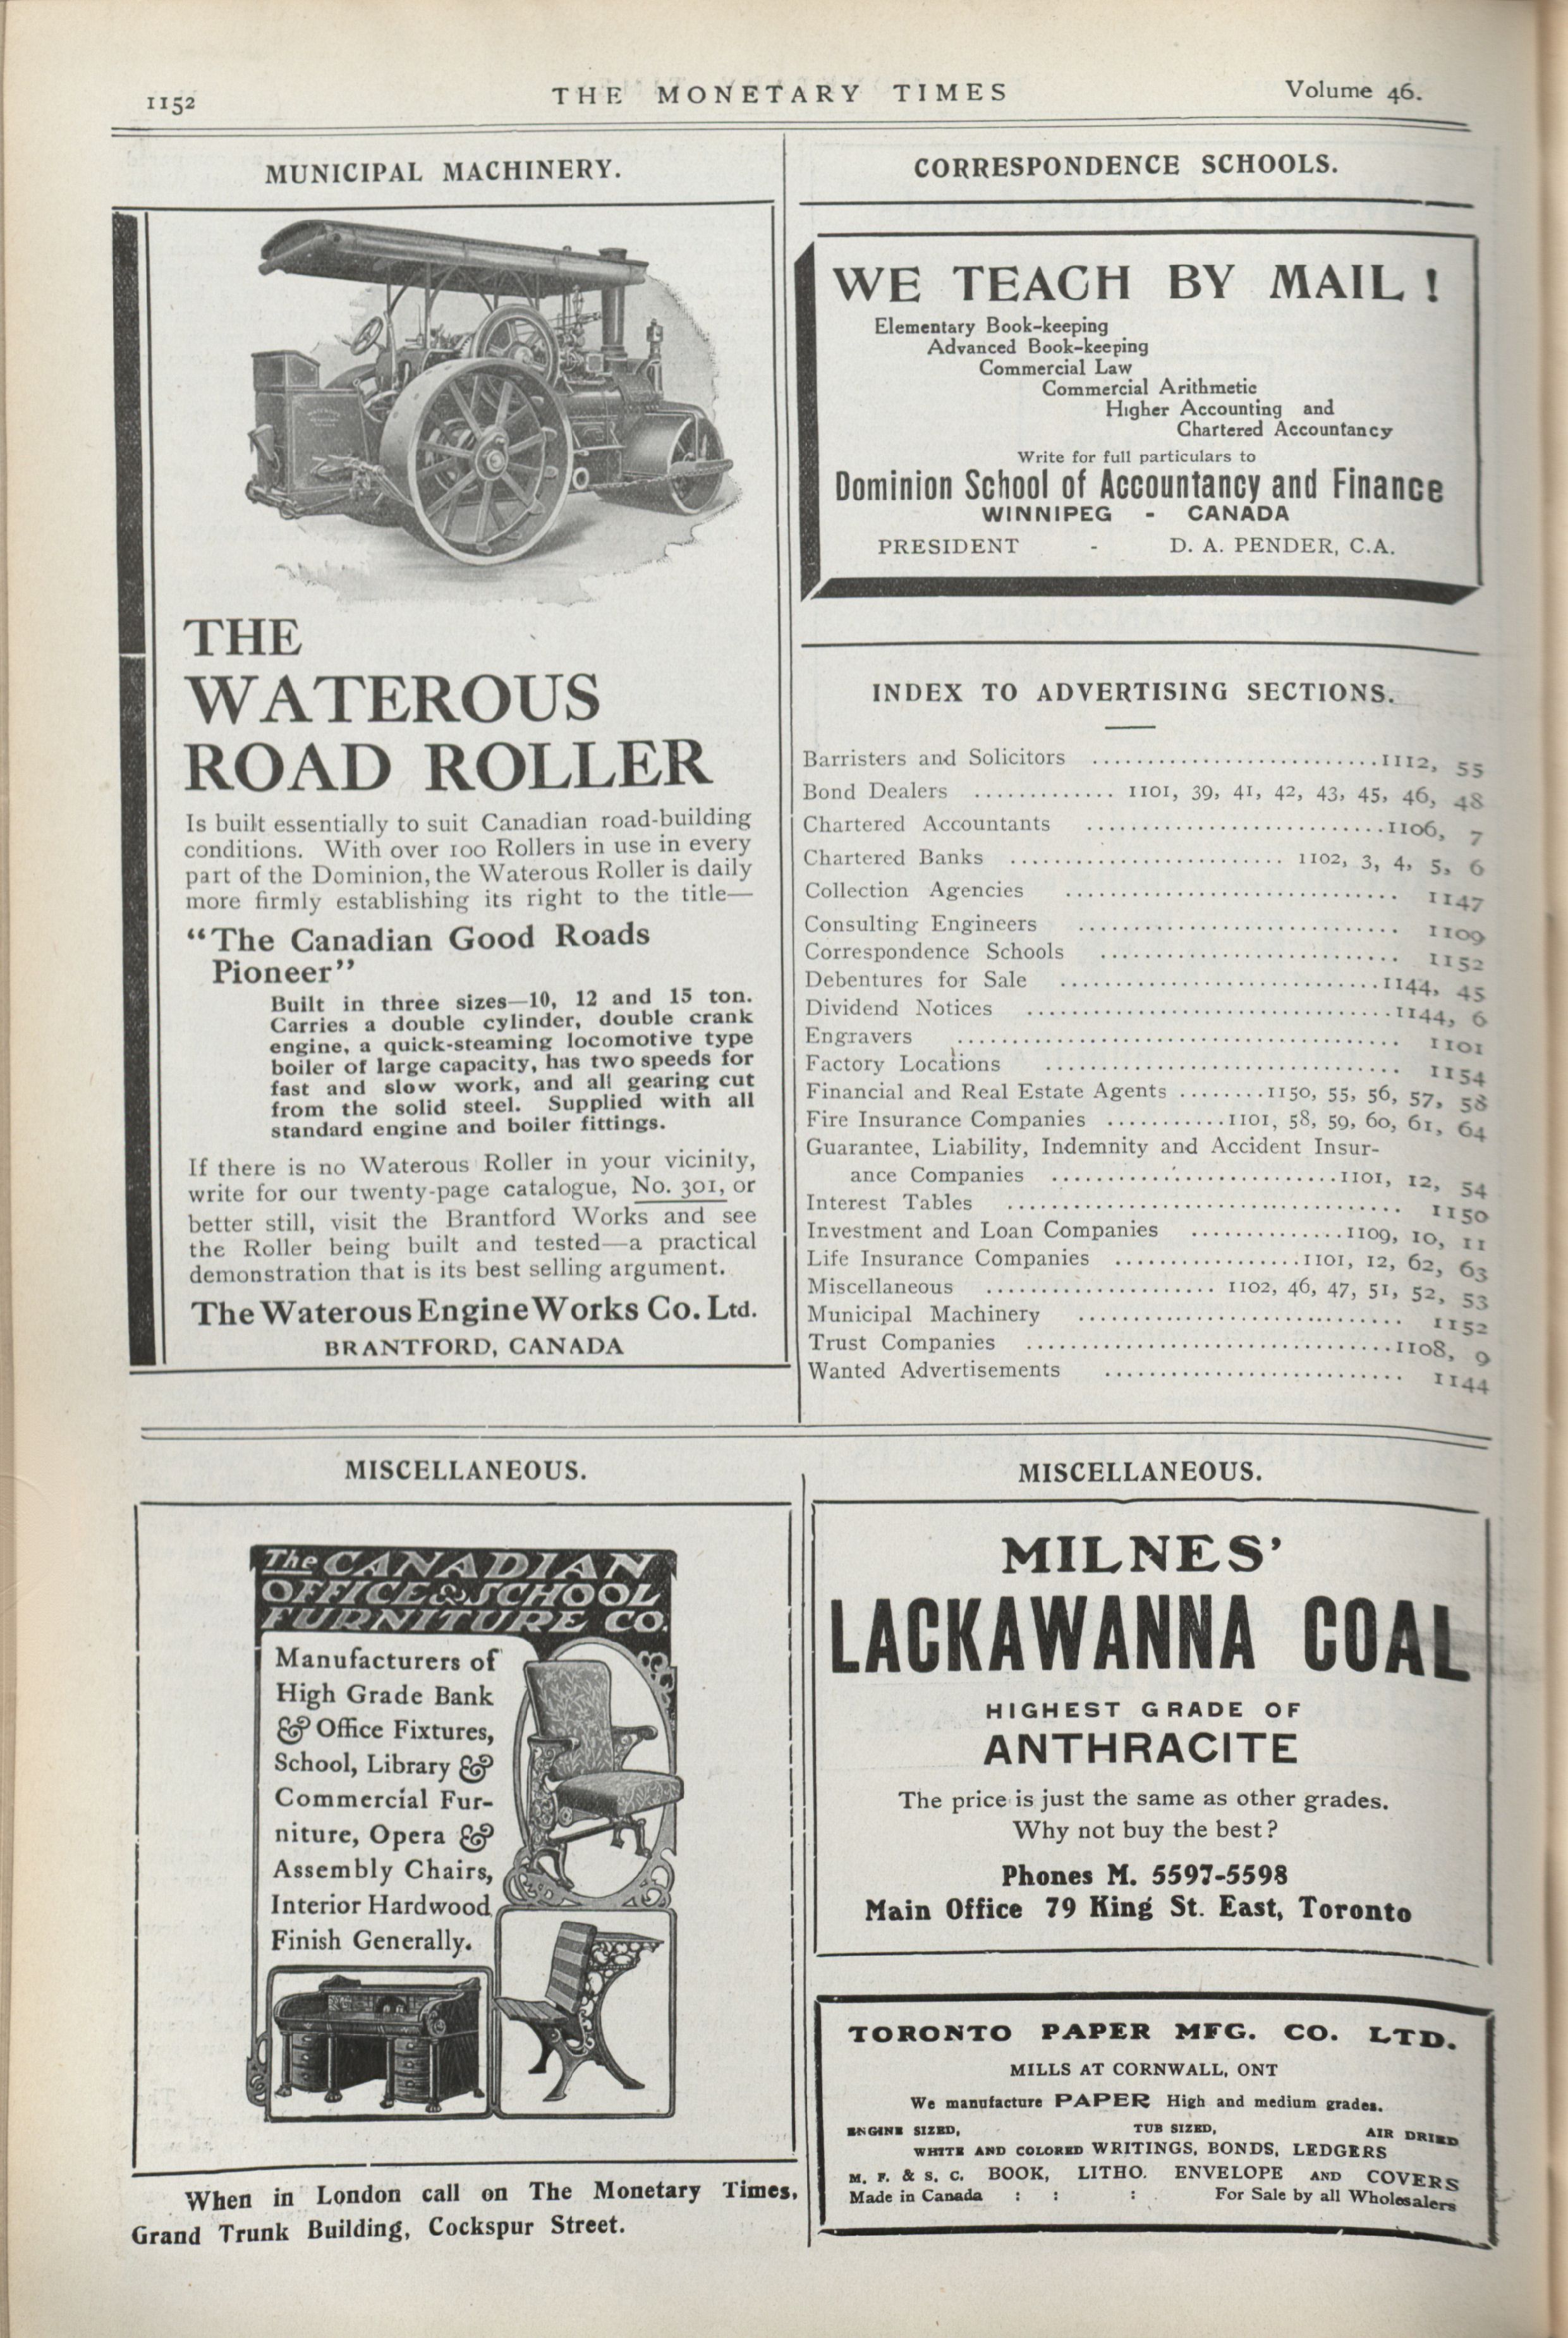 1152
THE MONETARY TIMES
Volume 46.
MUNICIPAL MACHINERY.
THE
WATEROUS
ROAD ROLLER
Is built essentially to suit Canadian road-building
conditions. With over 100 Rollers in use in every
part of the Dominion, the Waterous Roller is daily
more firmly establishing its right to the title—
“The Canadian Good Roads
Pioneer”
Built in three sizes—10, 12 and 15 ton.
Carries a double cylinder, double crank
engine, a quick-steaming locomotive type
boiler of large capacity, has two speeds for
fast and slow work, and all gearing cut
from the solid steel. Supplied with all
standard engine and boiler fittings.
If there is no Waterous Roller in your vicinity,
write for our twenty-page catalogue, No. 301, or
better still, visit the Brantford Works and see
the Roller being built and tested—a practical
demonstration that is its best selling argument.
The Waterous Engine Works Co. Ltd.
BRANTFORD, CANADA
CORRESPONDENCE SCHOOLS.
WE TEACH BY MAIL !
Elementary Book-keeping
Advanced Book-keeping
Commercial Law
Commercial Arithmetic
Higher Accounting and
Chartered Accountancy
Write for full particulars to
Dominion School of Accountancy and Finance
WINNIPEG - CANADA
PRESIDENT - D. A. PENDER, C.A.
INDEX TO ADVERTISING SECTIONS.
Barristers and Solicitors ..........................1112, 55
Bond Dealers ............. 1101, 39, 41, 42, 43, 45, 46, 48
Chartered Accountants ...........................1106, 7
Chartered Banks ......................... 1102, 3, 4, 5, 6
Collection Agencies .............................. 1147
Consulting Engineers ............................. 1109
Correspondence Schools ........................... 1152
Debentures for Sale .............................1144, 45
Dividend Notices .................................1144, 6
Engravers ........................................ 1101
Factory Locations ................................ 1154
Financial and Real Estate Agents ........1150, 55, 56, 57, 58
Fire Insurance Companies ...........1101, 58, 59, 60, 61, 64
Guarantee, Liability, Indemnity and Accident Insur-
ance Companies ..........................1101, 12, 54
Interest Tables .................................... 1150
Investment and Loan Companies ..............1109, 10, 11
Life Insurance Companies .................1101, 12, 62, 63
Miscellaneous ..................... 1102, 46, 47, 51, 52, 53
Municipal Machinery .............................. 1152
Trust Companies .................................1108, 9
Wanted Advertisements ........................... 1144
MISCELLANEOUS.
The CANADIAN
OFFICE & SCHOOL
FURNITURE CO.
Manufacturers of
High Grade Bank
& Office Fixtures,
School, Library &
Commercial Fur-
niture, Opera &
Assembly Chairs,
Interior Hardwood
Finish Generally.
When in London call on The Monetary Times,
Grand Trunk Building, Cockspur Street.
MISCELLANEOUS.
MILNES’
LACKAWANNA COAL
HIGHEST GRADE OF
ANTHRACITE
The price is just the same as other grades.
Why not buy the best?
Phones M. 5597-5598
Main Office 79 King St. East, Toronto
TORONTO PAPER MFG. CO. LTD.
MILLS AT CORNWALL, ONT
We manufacture PAPER High and medium grades.
ENGINE SIZED, TUB SIZED, AIR DRIED
WHITE AND COLORED WRITINGS, BONDS, LEDGERS
M. F. & S. C. BOOK, LITHO. ENVELOPE AND COVERS
Made in Canada : : : For Sale by all Wholesalers